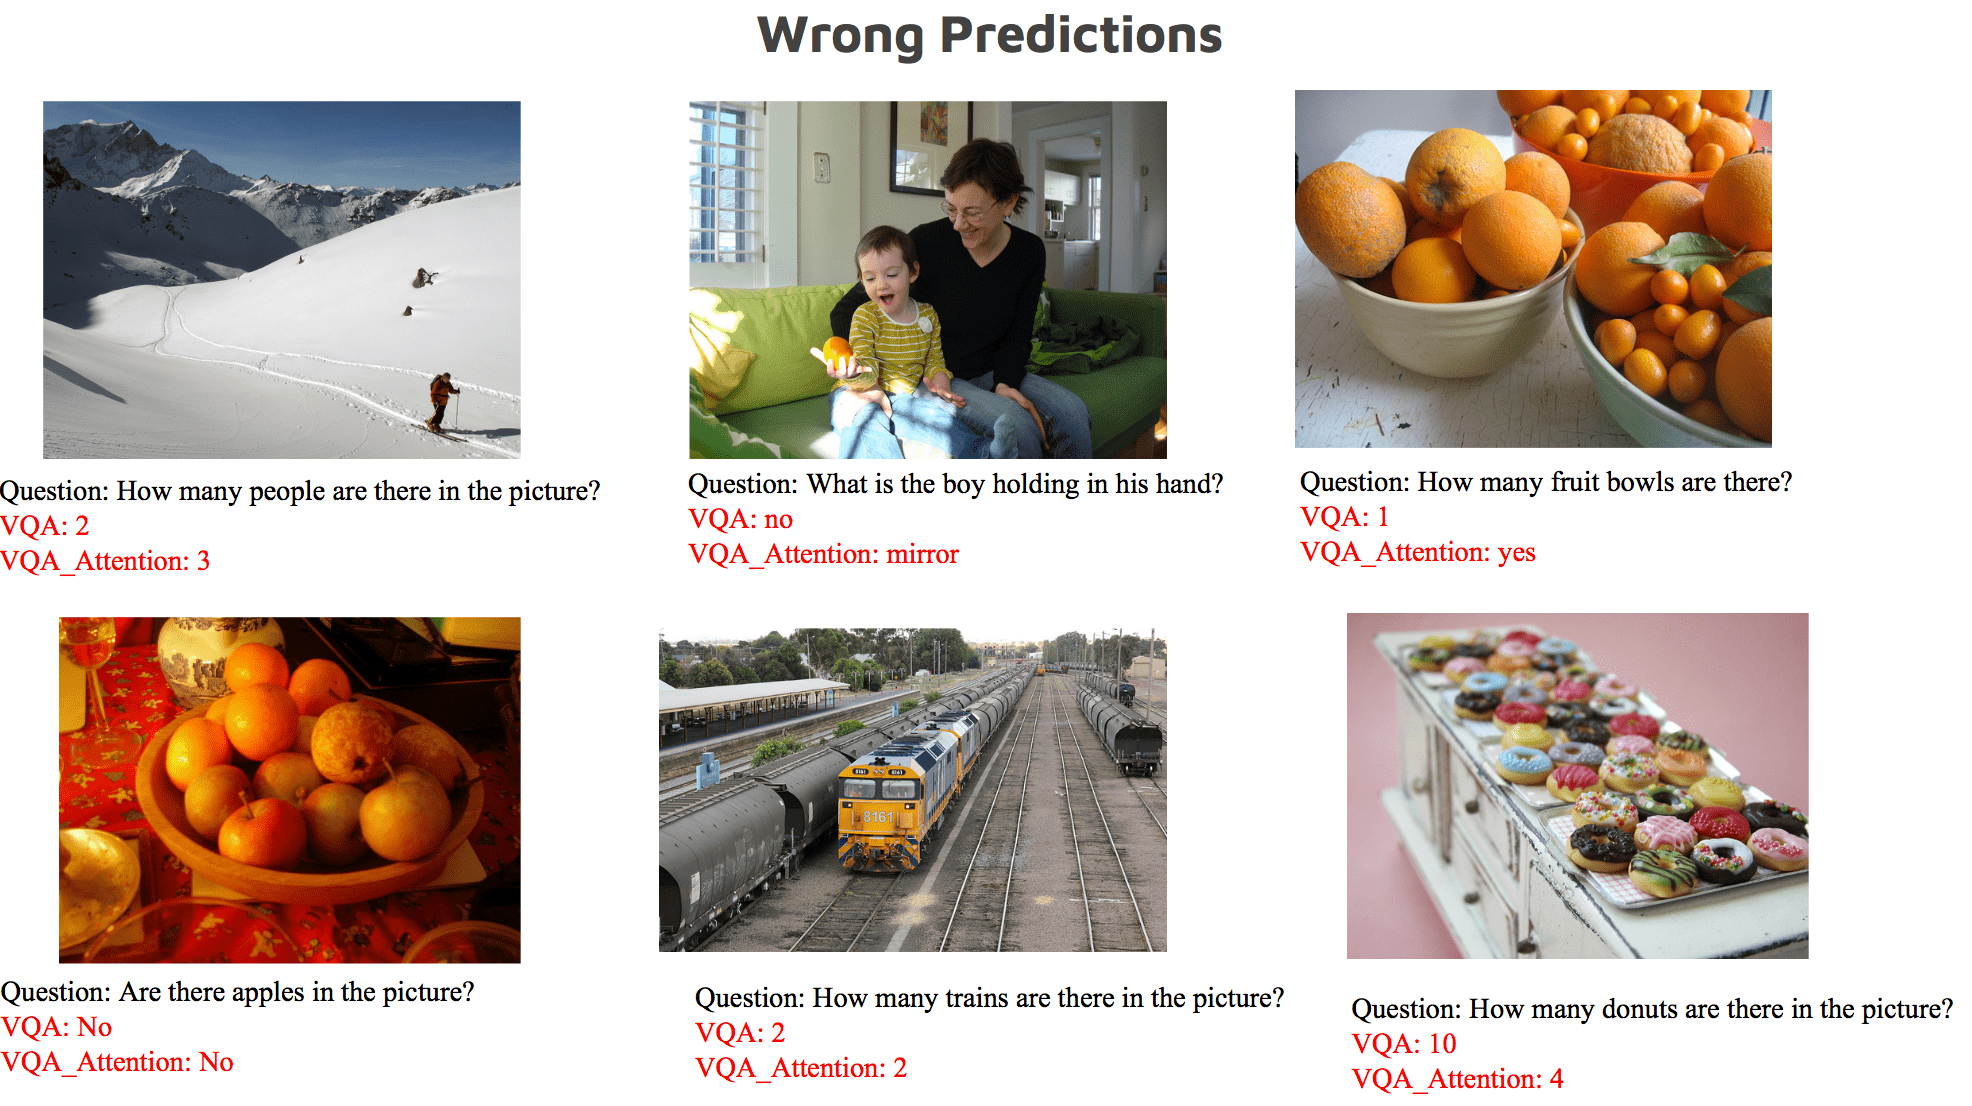 Wrong Predictions
Question: How many people are there in the picture?
VQA: 2
VQA_Attention: 3
Question: What is the boy holding in his hand?
VQA: no
VQA_Attention: mirror
Question: How many fruit bowls are there?
VQA: 1
VQA_Attention: yes
8161 8161
8161
Question: Are there apples in the picture?
VQA: No
VQA_Attention: No
Question: How many trains are there in the picture?
VQA: 2
VQA_Attention: 2
Question: How many donuts are there in the picture?
VQA: 10
VQA_Attention: 4